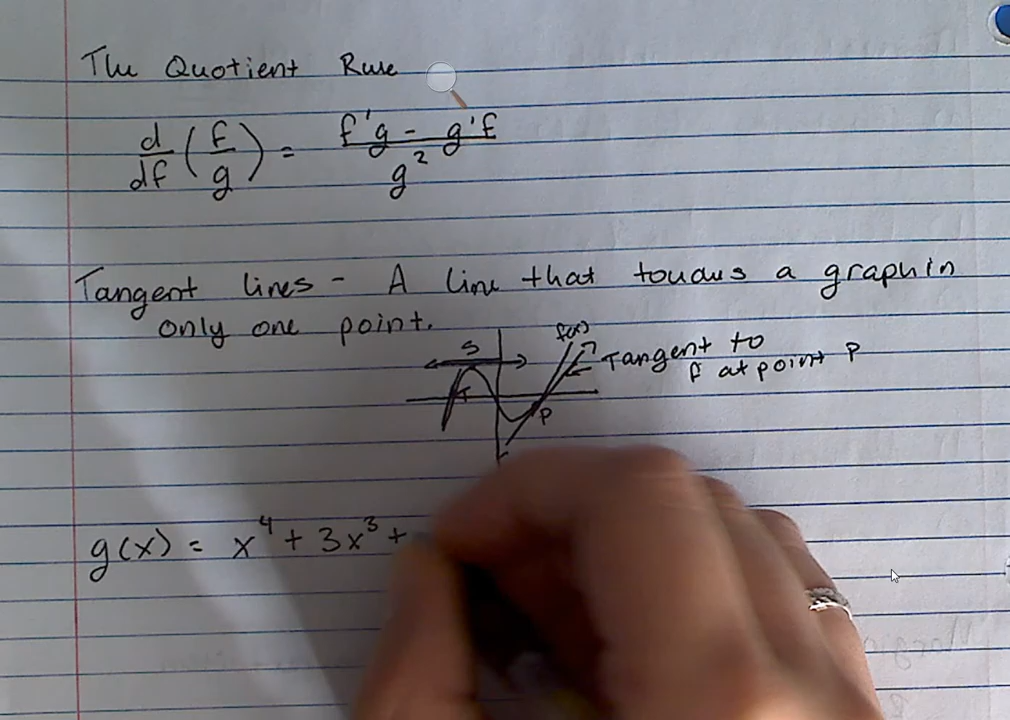 The Quotient Rule
d/df (f/g) = f'g - g'f / g²
Tangent lines - A line that touches a graph in
only one point.
S
f(x)
Tangent to
f at point P
P
g(x) = x⁴ + 3x³ +